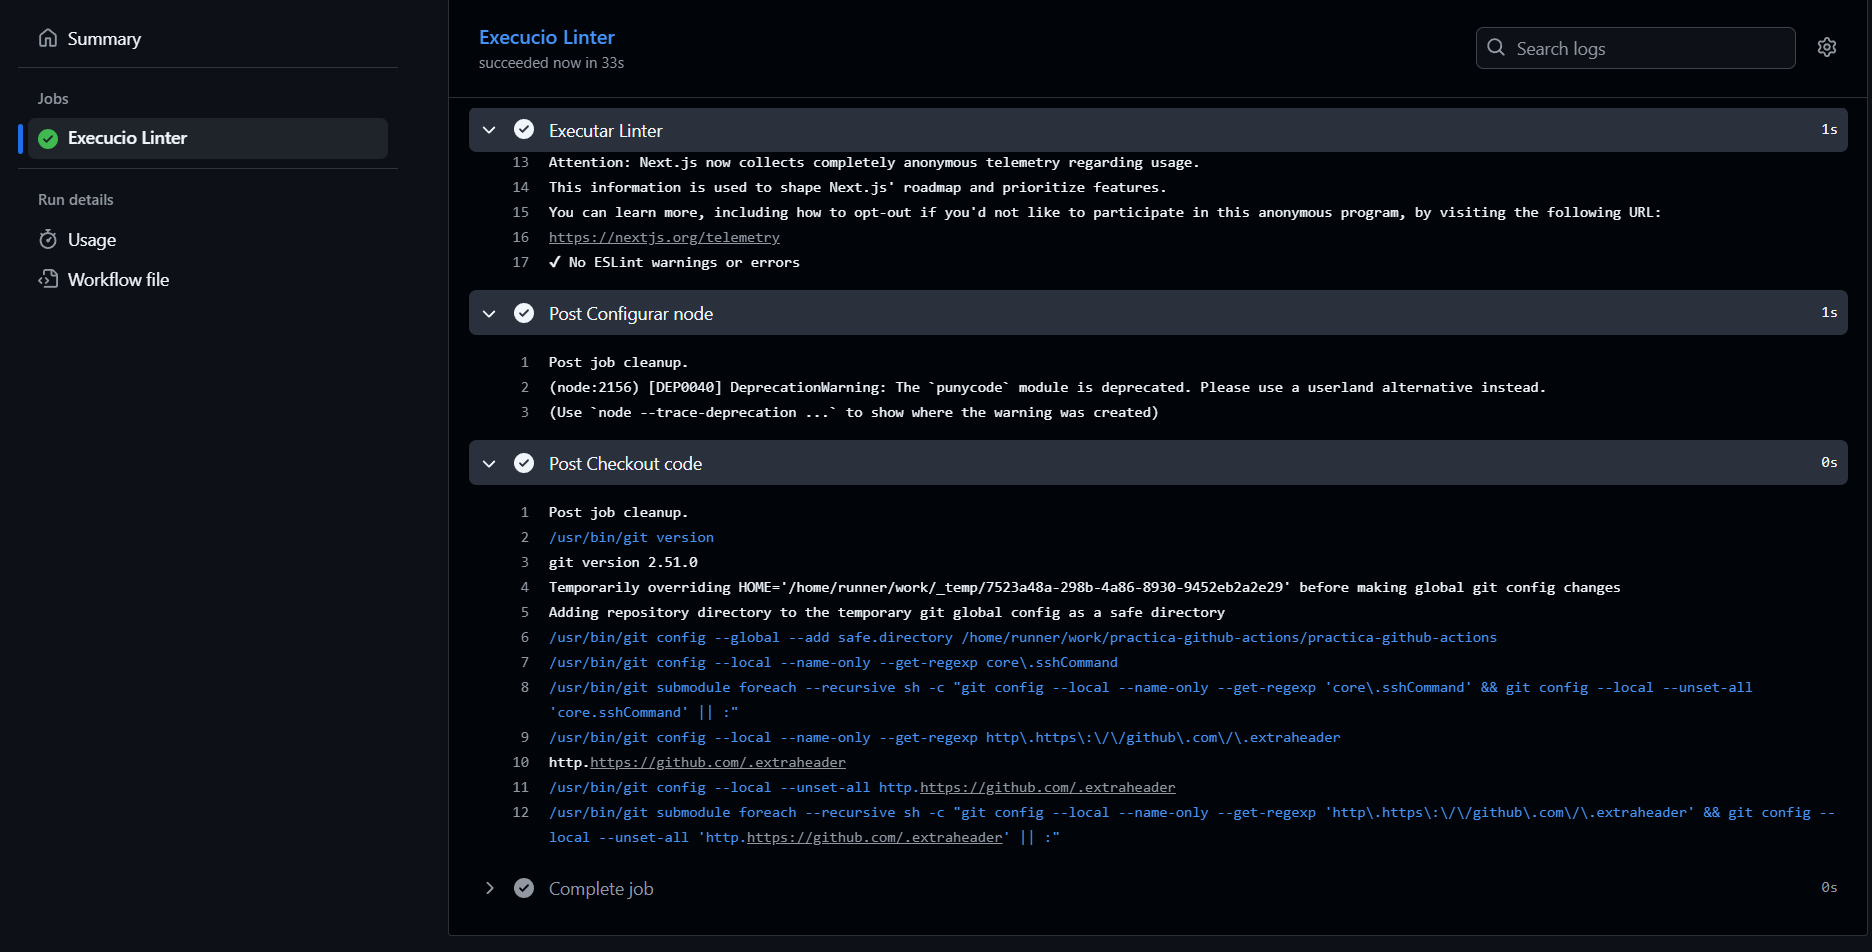 Summary
Jobs
Execucio Linter
Run details
Usage
Workflow file
Execucio Linter
succeeded now in 33s
Search logs
Executar Linter 1s
13 Attention: Next.js now collects completely anonymous telemetry regarding usage.
14 This information is used to shape Next.js' roadmap and prioritize features.
15 You can learn more, including how to opt-out if you'd not like to participate in this anonymous program, by visiting the following URL:
16 https://nextjs.org/telemetry
17 ✔ No ESLint warnings or errors
Post Configurar node 1s
1 Post job cleanup.
2 (node:2156) [DEP0040] DeprecationWarning: The `punycode` module is deprecated. Please use a userland alternative instead.
3 (Use `node --trace-deprecation ...` to show where the warning was created)
Post Checkout code 0s
1 Post job cleanup.
2 /usr/bin/git version
3 git version 2.51.0
4 Temporarily overriding HOME='/home/runner/work/_temp/7523a48a-298b-4a86-8930-9452eb2a2e29' before making global git config changes
5 Adding repository directory to the temporary git global config as a safe directory
6 /usr/bin/git config --global --add safe.directory /home/runner/work/practica-github-actions/practica-github-actions
7 /usr/bin/git config --local --name-only --get-regexp core\.sshCommand
8 /usr/bin/git submodule foreach --recursive sh -c "git config --local --name-only --get-regexp 'core\.sshCommand' && git config --local --unset-all
'core.sshCommand' || :"
9 /usr/bin/git config --local --name-only --get-regexp http\.https\:\/\/github\.com\/\.extraheader
10 http.https://github.com/.extraheader
11 /usr/bin/git config --local --unset-all http.https://github.com/.extraheader
12 /usr/bin/git submodule foreach --recursive sh -c "git config --local --name-only --get-regexp 'http\.https\:\/\/github\.com\/\.extraheader' && git config --
local --unset-all 'http.https://github.com/.extraheader' || :"
Complete job 0s